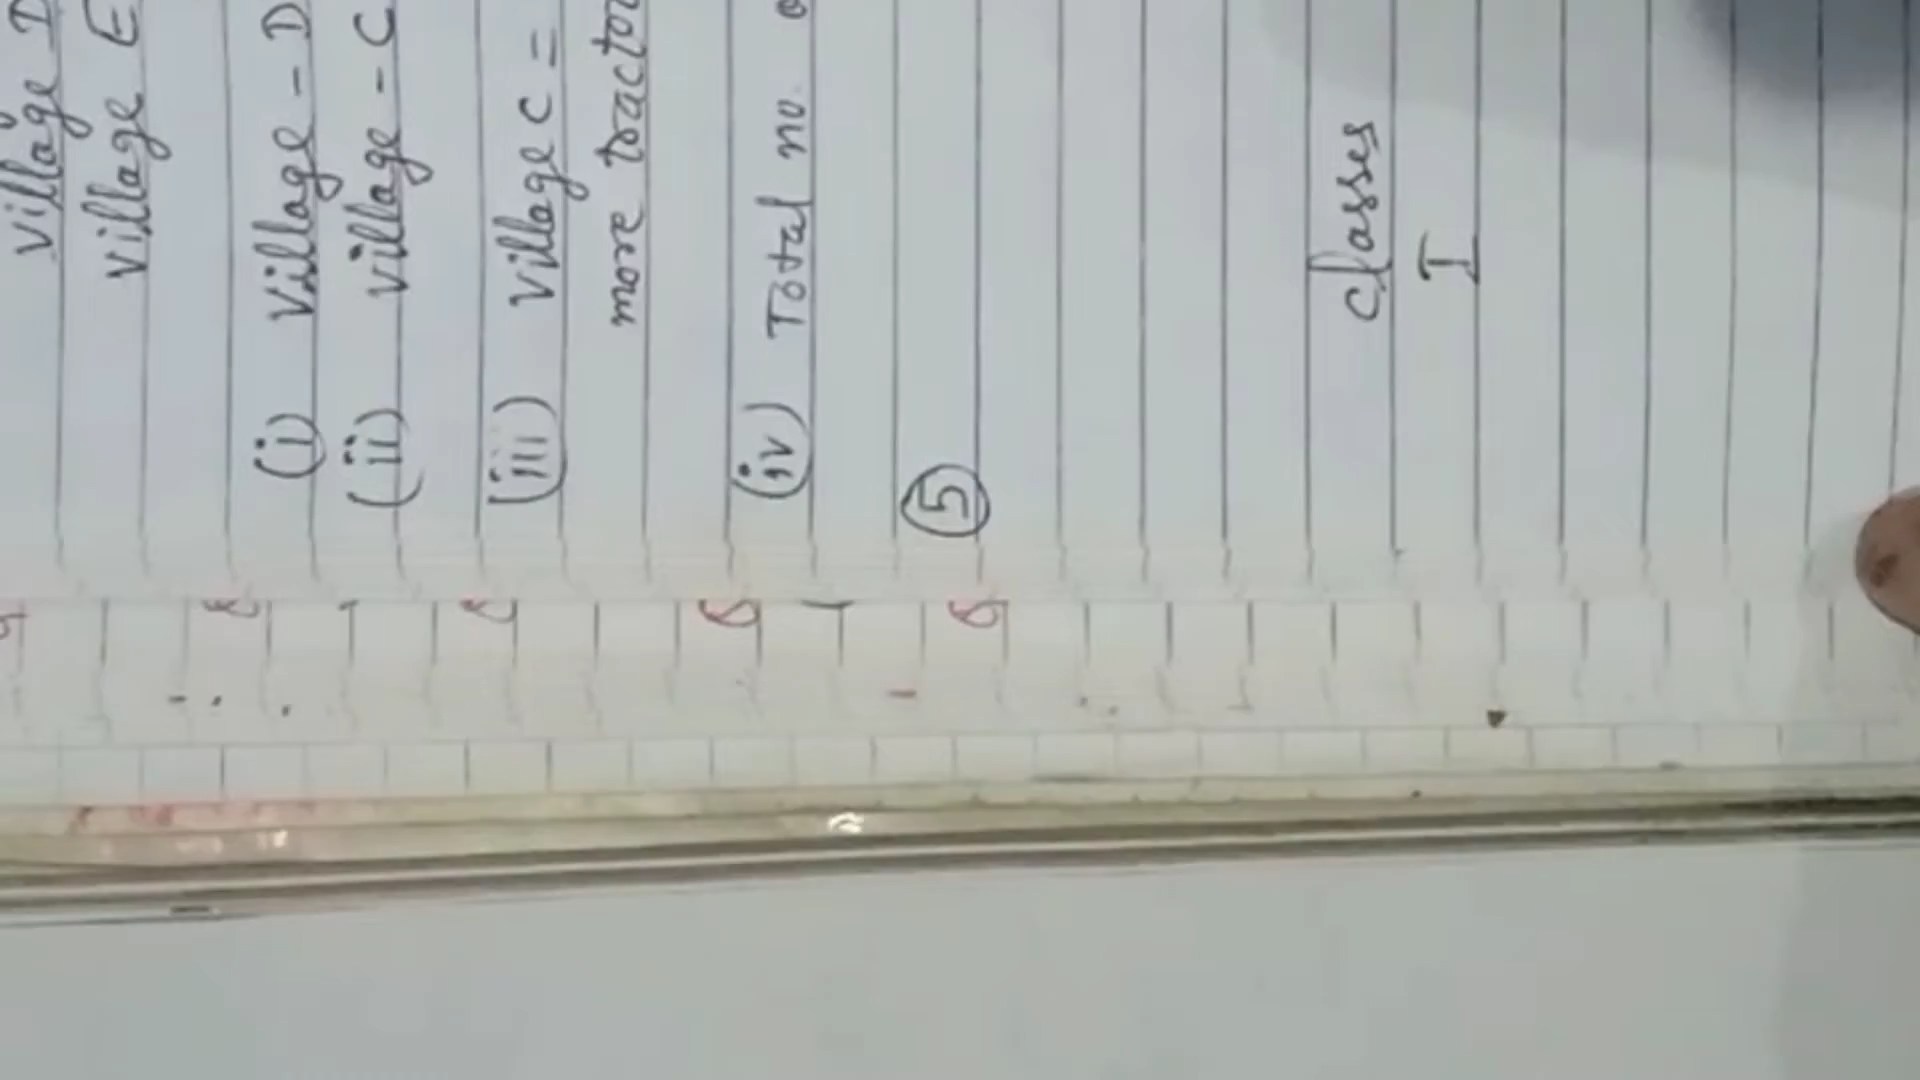 Village D
Village E
(i) Village - D
(ii) Village - C
(iii) Village C =
more tractor
(iv) Total no. o
5
Classes
I